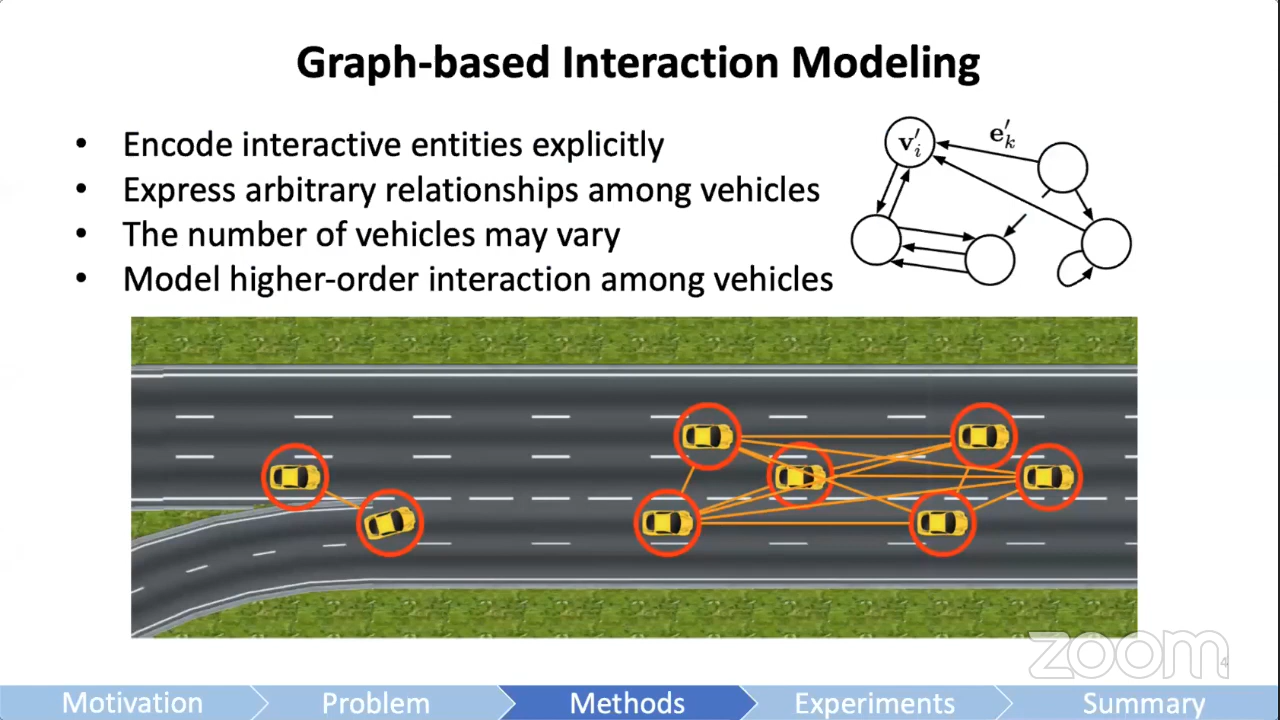 Graph-based Interaction Modeling
• Encode interactive entities explicitly
• Express arbitrary relationships among vehicles
• The number of vehicles may vary
• Model higher-order interaction among vehicles
v′ᵢ
e′ₖ
zoom
4
Motivation
Problem
Methods
Experiments
Summary